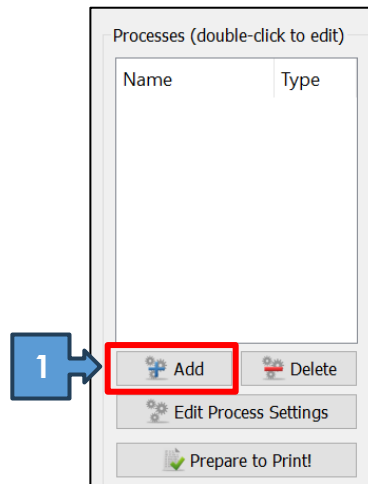 Processes (double-click to edit)
Name Type
1 Add Delete
Edit Process Settings
Prepare to Print!